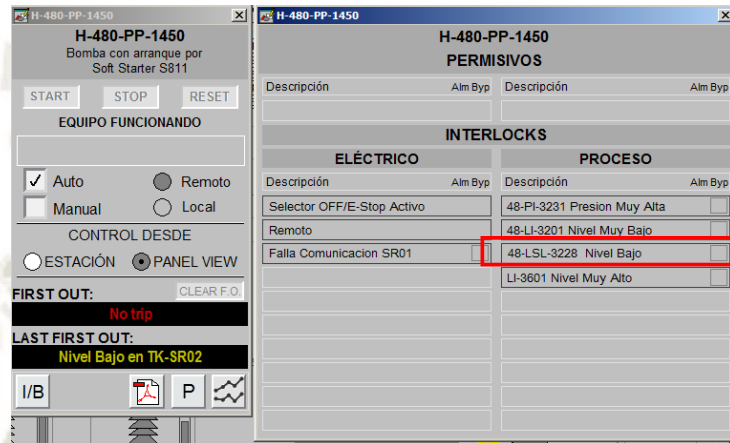 H-480-PP-1450
H-480-PP-1450
Bomba con arranque por
Soft Starter S811
START STOP RESET
EQUIPO FUNCIONANDO
Auto Remoto
Manual Local
CONTROL DESDE
ESTACIÓN PANEL VIEW
FIRST OUT: CLEAR F.O.
No trip
LAST FIRST OUT:
Nivel Bajo en TK-SR02
I/B P
H-480-PP-1450
H-480-PP-1450
PERMISIVOS
Descripción Alm Byp Descripción Alm Byp
INTERLOCKS
ELÉCTRICO PROCESO
Descripción Alm Byp Descripción Alm Byp
Selector OFF/E-Stop Activo 48-PI-3231 Presion Muy Alta
Remoto 48-LI-3201 Nivel Muy Bajo
Falla Comunicacion SR01 48-LSL-3228 Nivel Bajo
LI-3601 Nivel Muy Alto